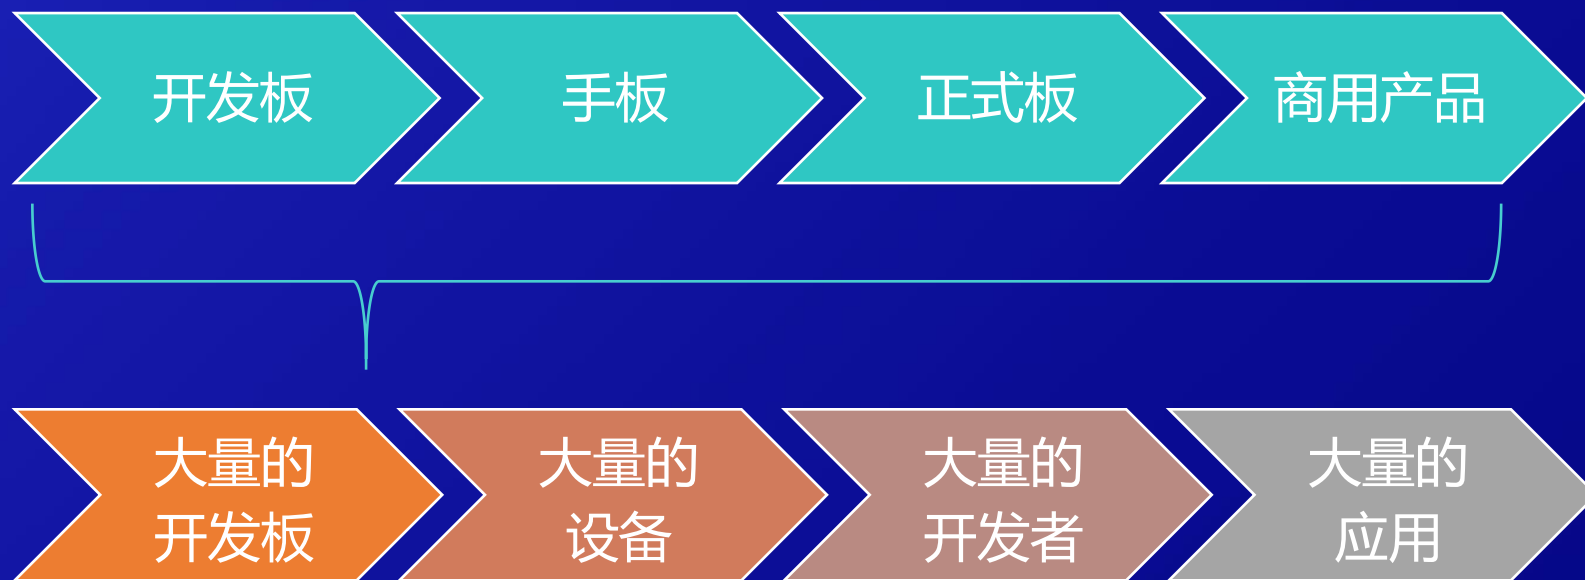 开发板
手板
正式板
商用产品
大量的
开发板
大量的
设备
大量的
开发者
大量的
应用